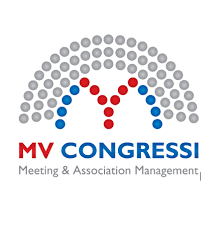 MV CONGRESSI
Meeting & Association Management